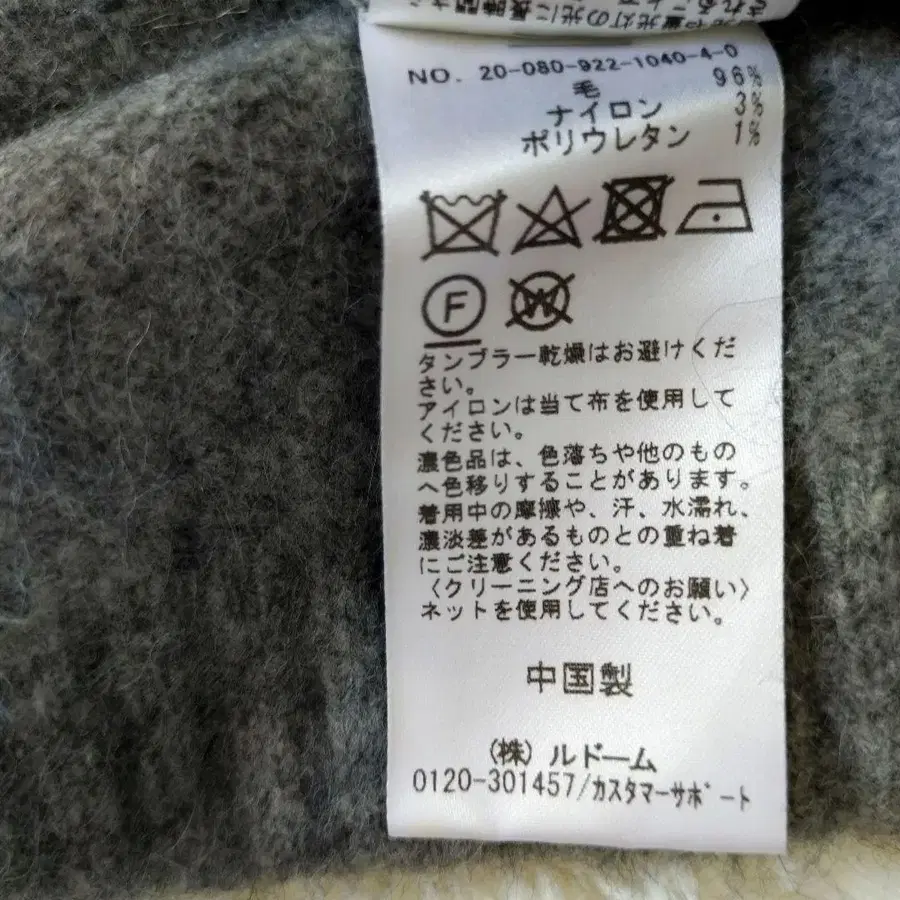 NO. 20-080-922-1040-4-0
毛 96%
ナイロン 3%
ポリウレタン 1%
F W
タンブラー乾燥はお避けくだ
さい。
アイロンは当て布を使用して
ください。
濃色品は、色落ちや他のもの
へ色移りすることがあります。
着用中の摩擦や、汗、水濡れ、
濃淡差があるものとの重ね着
にご注意ください。
〈クリーニング店へのお願い〉
ネットを使用してください。
中国製
(株)ルドーム
0120-301457/カスタマーサポート